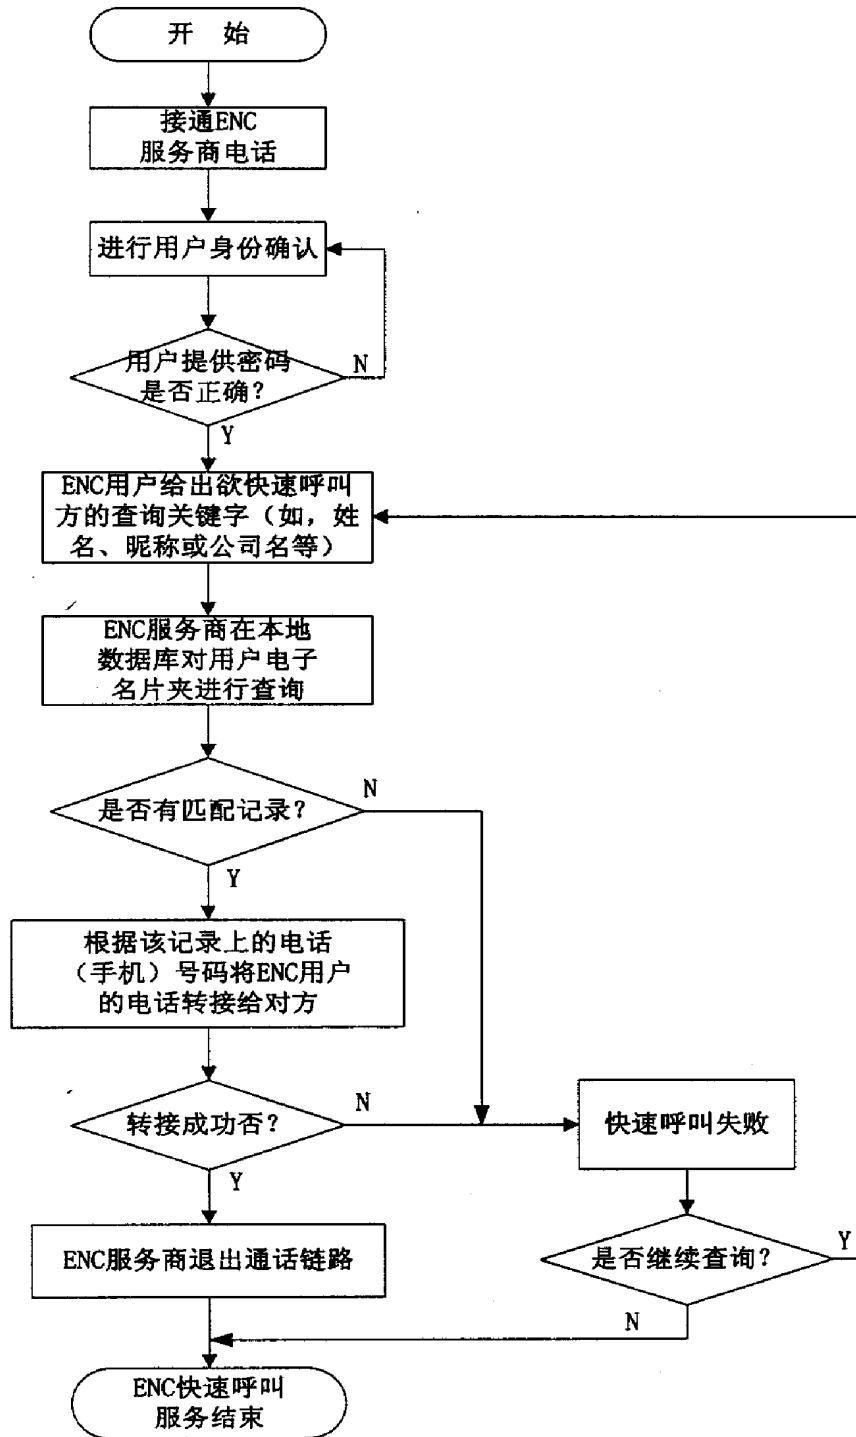 开 始
接通ENC
服务商电话
进行用户身份确认
用户提供密码
是否正确?
N
Y
ENC用户给出欲快速呼叫
方的查询关键字（如，姓
名、昵称或公司名等）
ENC服务商在本地
数据库对用户电子
名片夹进行查询
是否有匹配记录?
N
Y
根据该记录上的电话
（手机）号码将ENC用户
的电话转接给对方
转接成功否?
N
快速呼叫失败
Y
ENC服务商退出通话链路
是否继续查询?
Y
N
ENC快速呼叫
服务结束